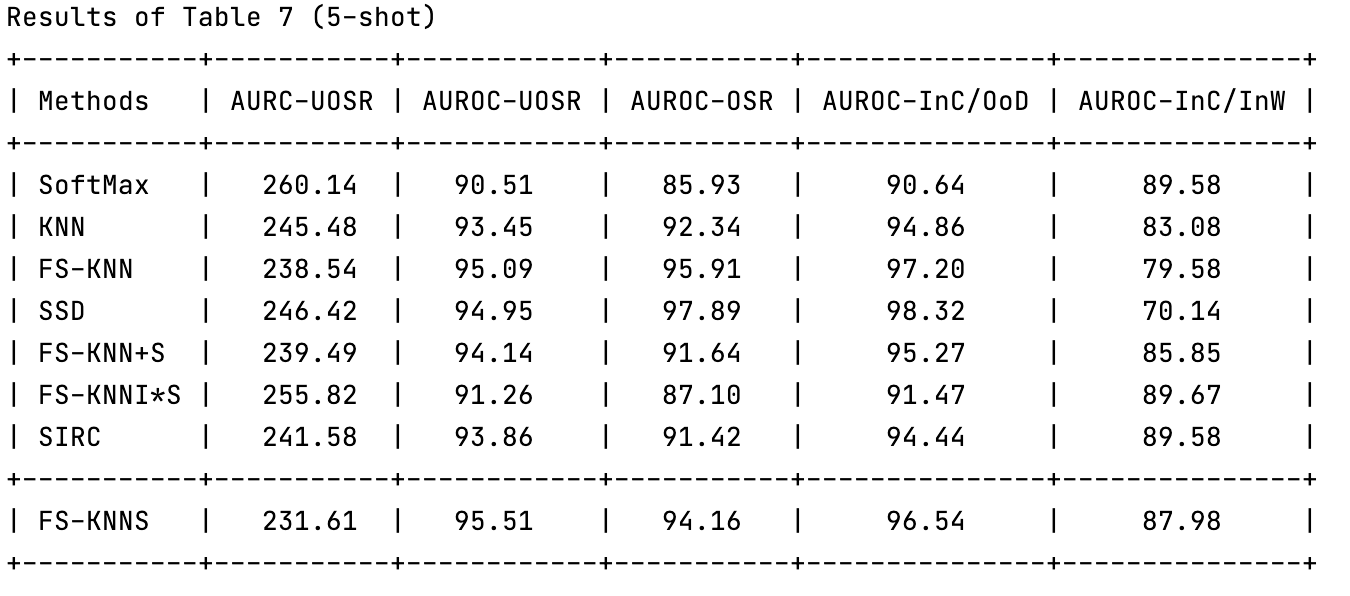 Results of Table 7 (5-shot)
+-----------+-----------+------------+-----------+---------------+---------------+
| Methods   | AURC-UOSR | AUROC-UOSR | AUROC-OSR | AUROC-InC/OoD | AUROC-InC/InW |
+-----------+-----------+------------+-----------+---------------+---------------+
| SoftMax   |   260.14  |   90.51    |   85.93   |     90.64     |     89.58     |
| KNN       |   245.48  |   93.45    |   92.34   |     94.86     |     83.08     |
| FS-KNN    |   238.54  |   95.09    |   95.91   |     97.20     |     79.58     |
| SSD       |   246.42  |   94.95    |   97.89   |     98.32     |     70.14     |
| FS-KNN+S  |   239.49  |   94.14    |   91.64   |     95.27     |     85.85     |
| FS-KNNI*S |   255.82  |   91.26    |   87.10   |     91.47     |     89.67     |
| SIRC      |   241.58  |   93.86    |   91.42   |     94.44     |     89.58     |
+-----------+-----------+------------+-----------+---------------+---------------+
| FS-KNNS   |   231.61  |   95.51    |   94.16   |     96.54     |     87.98     |
+-----------+-----------+------------+-----------+---------------+---------------+